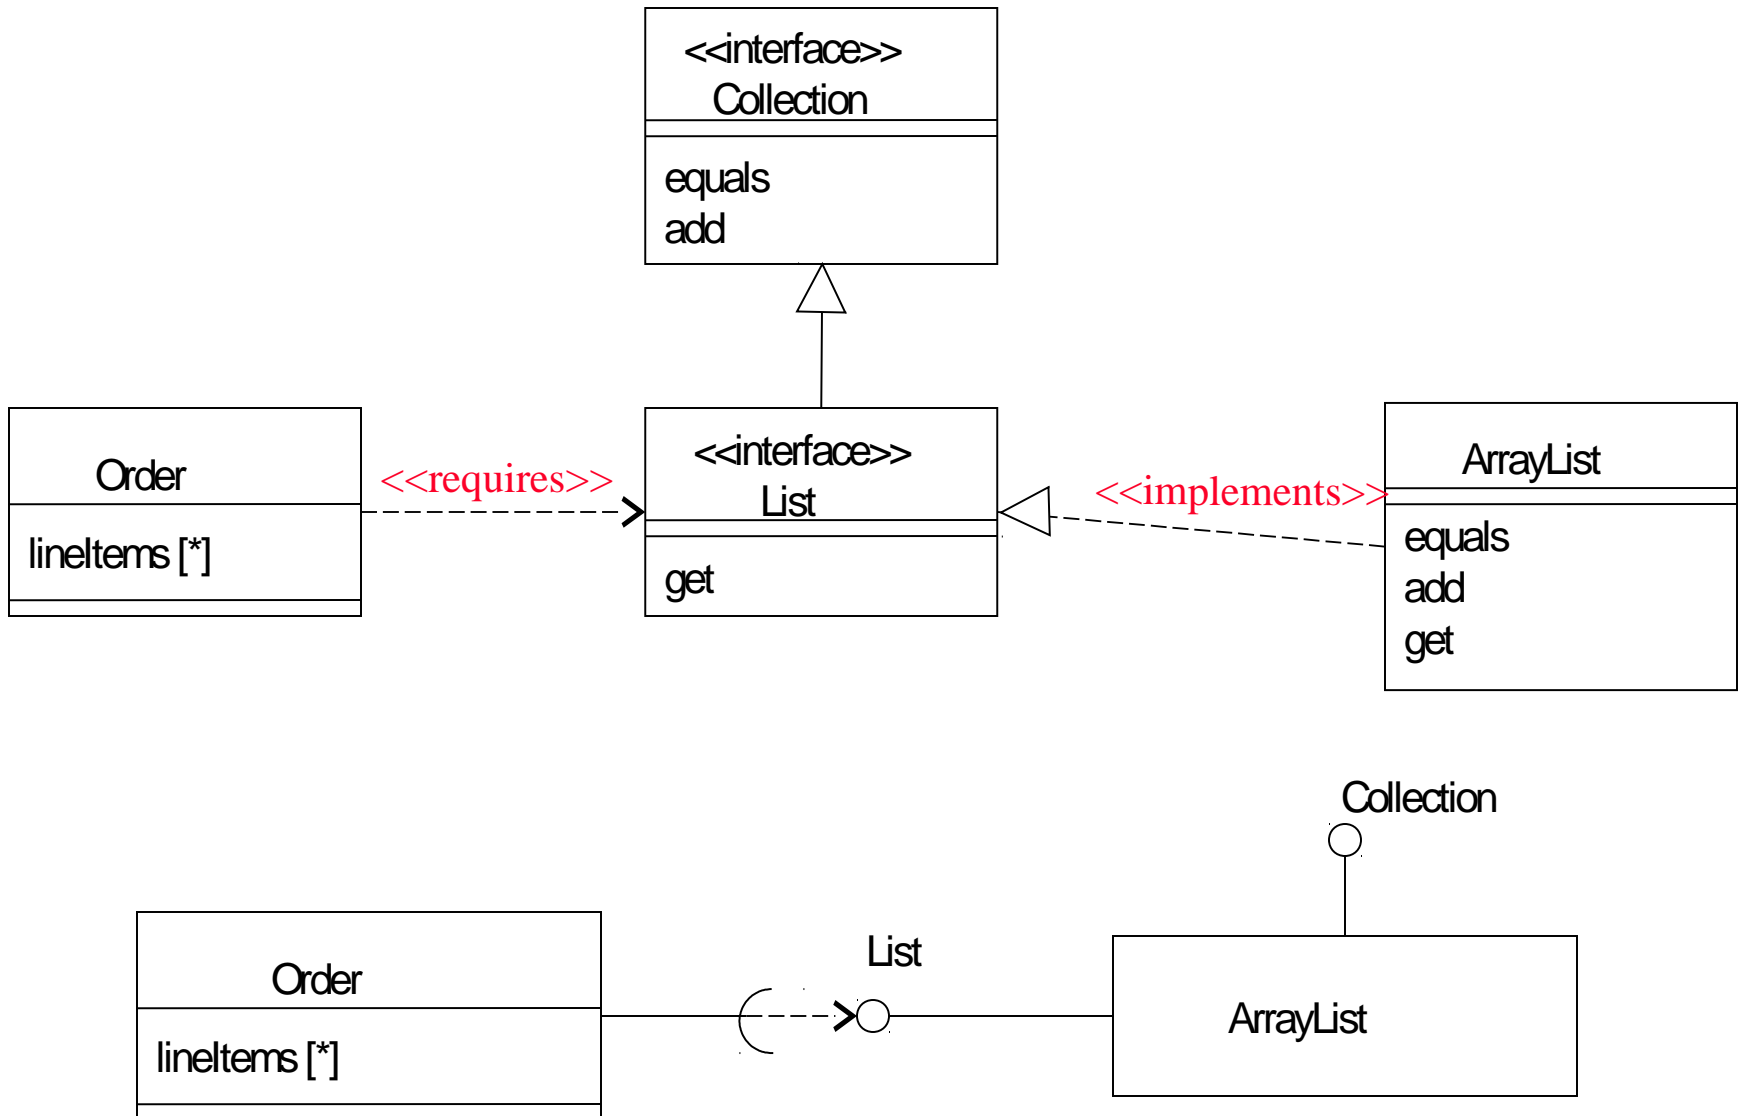 <<interface>>
Collection
equals
add
Order
lineItems [*]
<<requires>>
<<interface>>
List
get
<<implements>>
ArrayList
equals
add
get
Collection
Order
lineItems [*]
List
ArrayList